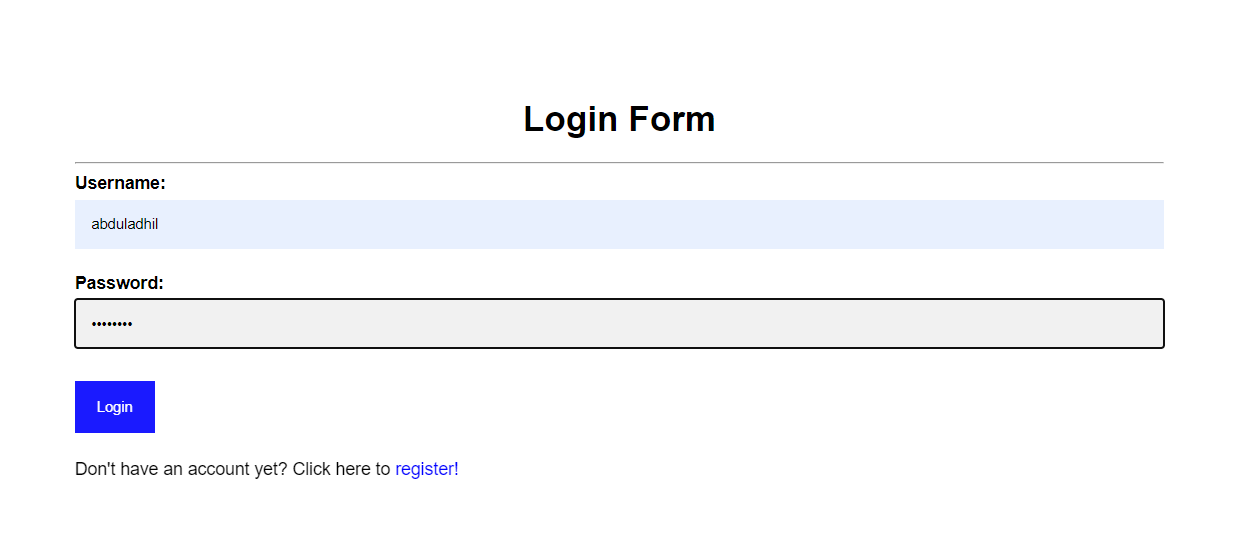 Login Form
Username:
abduladhil
Password:
••••••••
Login
Don't have an account yet? Click here to register!